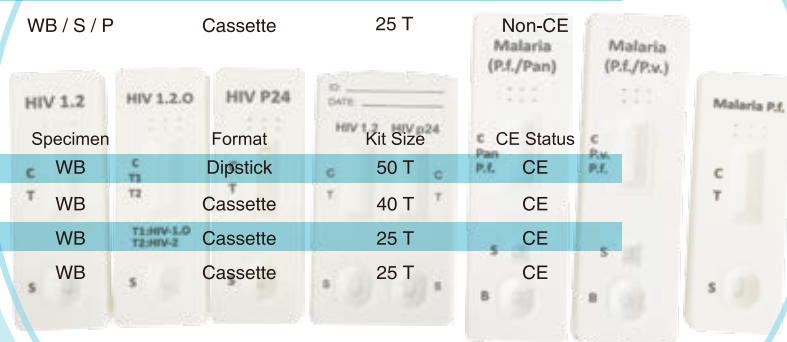 WB / S / P Cassette 25 T Non-CE
Malaria
(P.f./Pan)
Malaria
(P.f./P.v.)
HIV 1.2
HIV 1.2.O
HIV P24
ID:
DATE:
HIV 1.2 HIV p24
Malaria P.f.
Specimen Format Kit Size CE Status
WB Dipstick 50 T CE
WB Cassette 40 T CE
WB Cassette 25 T CE
WB Cassette 25 T CE
C
T
S
C
T1
T2
T1:HIV-1.O
T2:HIV-2
S
C
T
S
C
T
S
C
T
S
C
Pan
P.f.
S
B
C
P.v.
P.f.
S
B
C
T
S